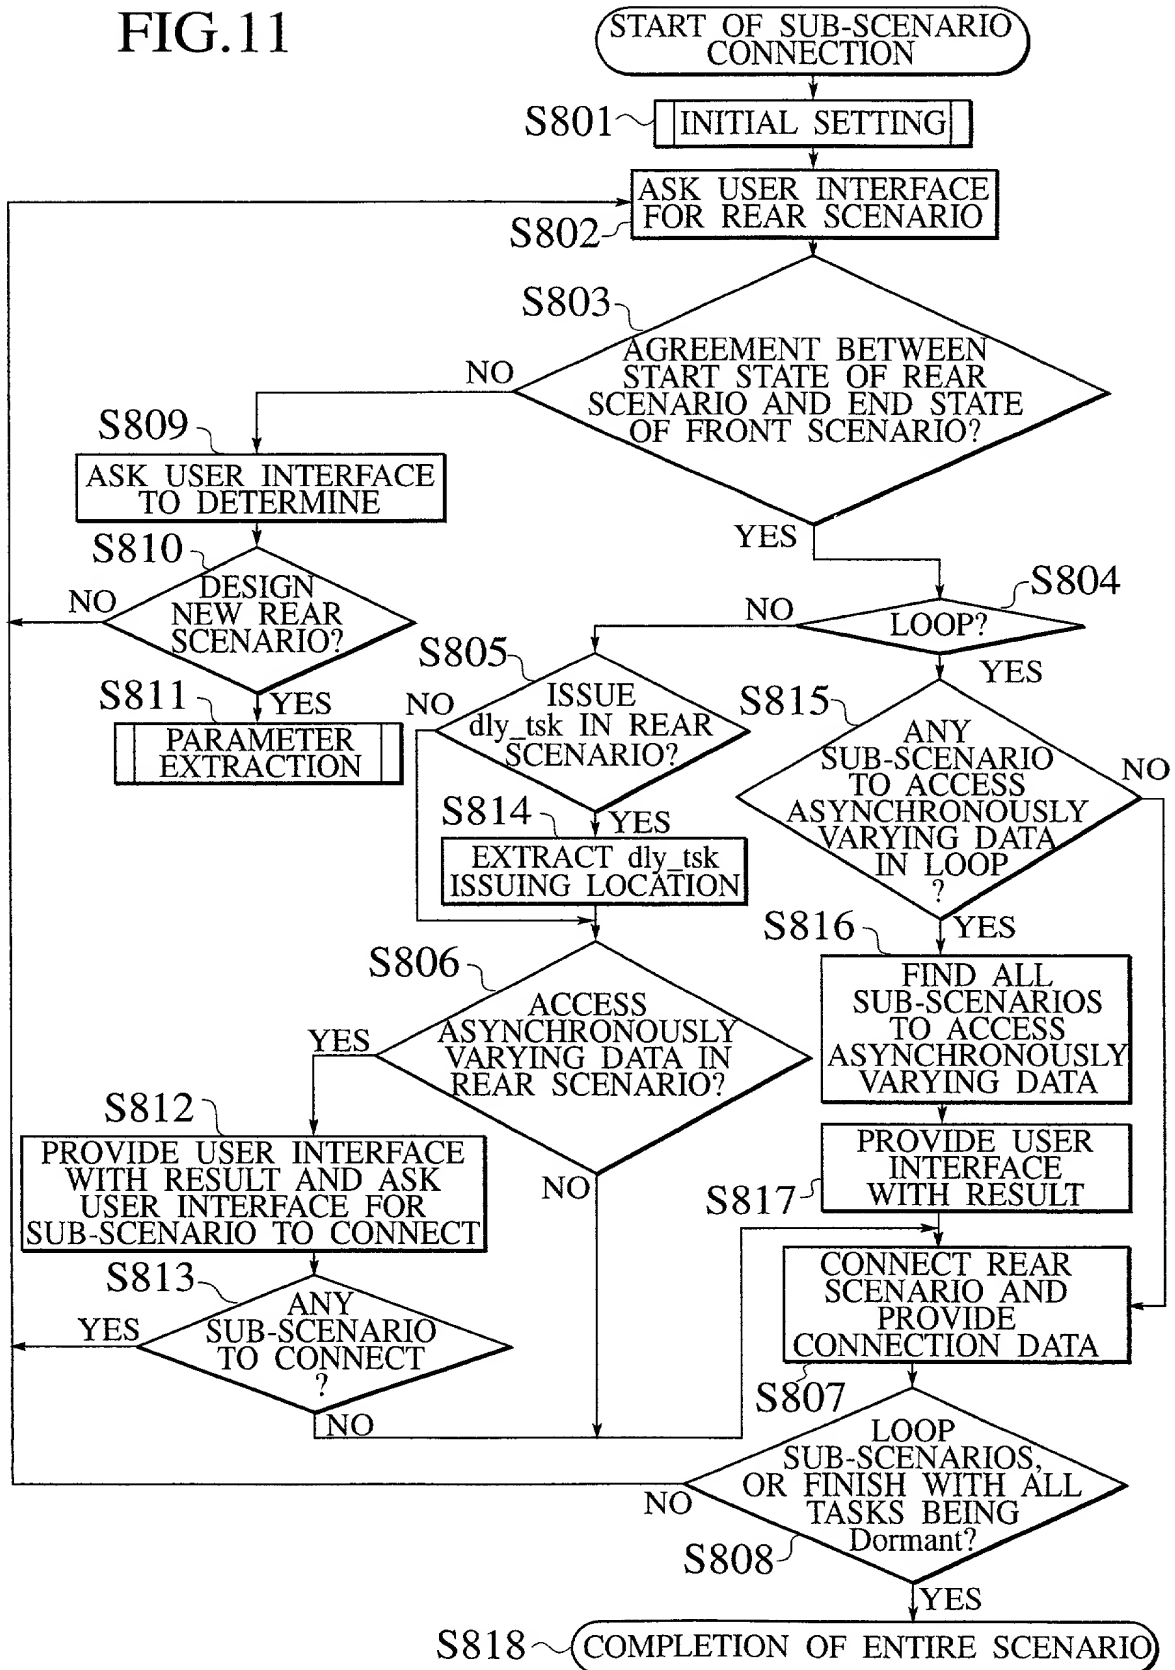 FIG.11
START OF SUB-SCENARIO
CONNECTION
S801
INITIAL SETTING
ASK USER INTERFACE
FOR REAR SCENARIO
S802
S803
AGREEMENT BETWEEN
START STATE OF REAR
SCENARIO AND END STATE
OF FRONT SCENARIO?
NO
YES
S809
ASK USER INTERFACE
TO DETERMINE
S810
DESIGN
NEW REAR
SCENARIO?
NO
YES
S811
PARAMETER
EXTRACTION
S804
LOOP?
NO
YES
S805
ISSUE
dly_tsk IN REAR
SCENARIO?
NO
YES
S814
EXTRACT dly_tsk
ISSUING LOCATION
S815
ANY
SUB-SCENARIO
TO ACCESS
ASYNCHRONOUSLY
VARYING DATA
IN LOOP
?
NO
YES
S806
ACCESS
ASYNCHRONOUSLY
VARYING DATA IN
REAR SCENARIO?
YES
NO
S816
FIND ALL
SUB-SCENARIOS
TO ACCESS
ASYNCHRONOUSLY
VARYING DATA
S812
PROVIDE USER INTERFACE
WITH RESULT AND ASK
USER INTERFACE FOR
SUB-SCENARIO TO CONNECT
PROVIDE USER
INTERFACE
WITH RESULT
S817
S813
ANY
SUB-SCENARIO
TO CONNECT
?
YES
NO
CONNECT REAR
SCENARIO AND
PROVIDE
CONNECTION DATA
S807
LOOP
SUB-SCENARIOS,
OR FINISH WITH ALL
TASKS BEING
Dormant?
NO
S808
YES
S818
COMPLETION OF ENTIRE SCENARIO